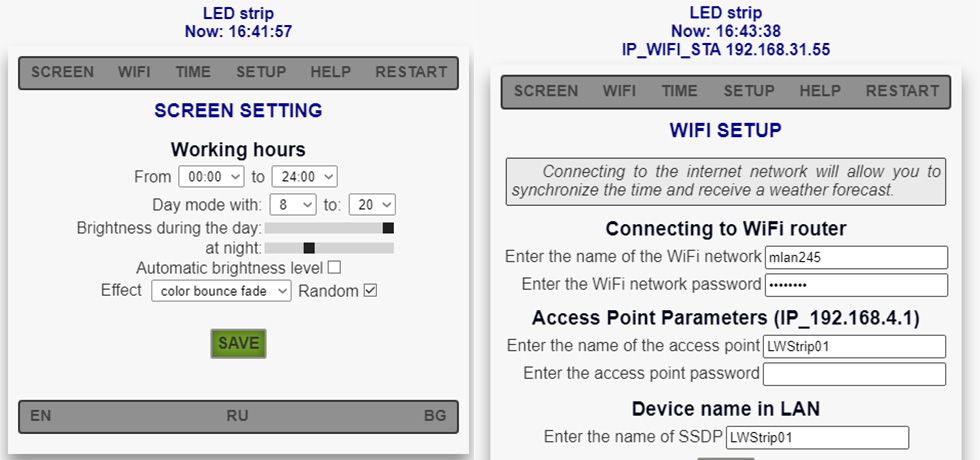 LED strip
Now: 16:41:57
SCREEN WIFI TIME SETUP HELP RESTART
SCREEN SETTING
Working hours
From 00:00 to 24:00
Day mode with: 8 to: 20
Brightness during the day:
at night:
Automatic brightness level
Effect color bounce fade Random
SAVE
EN RU BG
LED strip
Now: 16:43:38
IP_WIFI_STA 192.168.31.55
SCREEN WIFI TIME SETUP HELP RESTART
WIFI SETUP
Connecting to the internet network will allow you to
synchronize the time and receive a weather forecast.
Connecting to WiFi router
Enter the name of the WiFi network mlan245
Enter the WiFi network password ••••••••
Access Point Parameters (IP_192.168.4.1)
Enter the name of the access point LWStrip01
Enter the access point password
Device name in LAN
Enter the name of SSDP LWStrip01